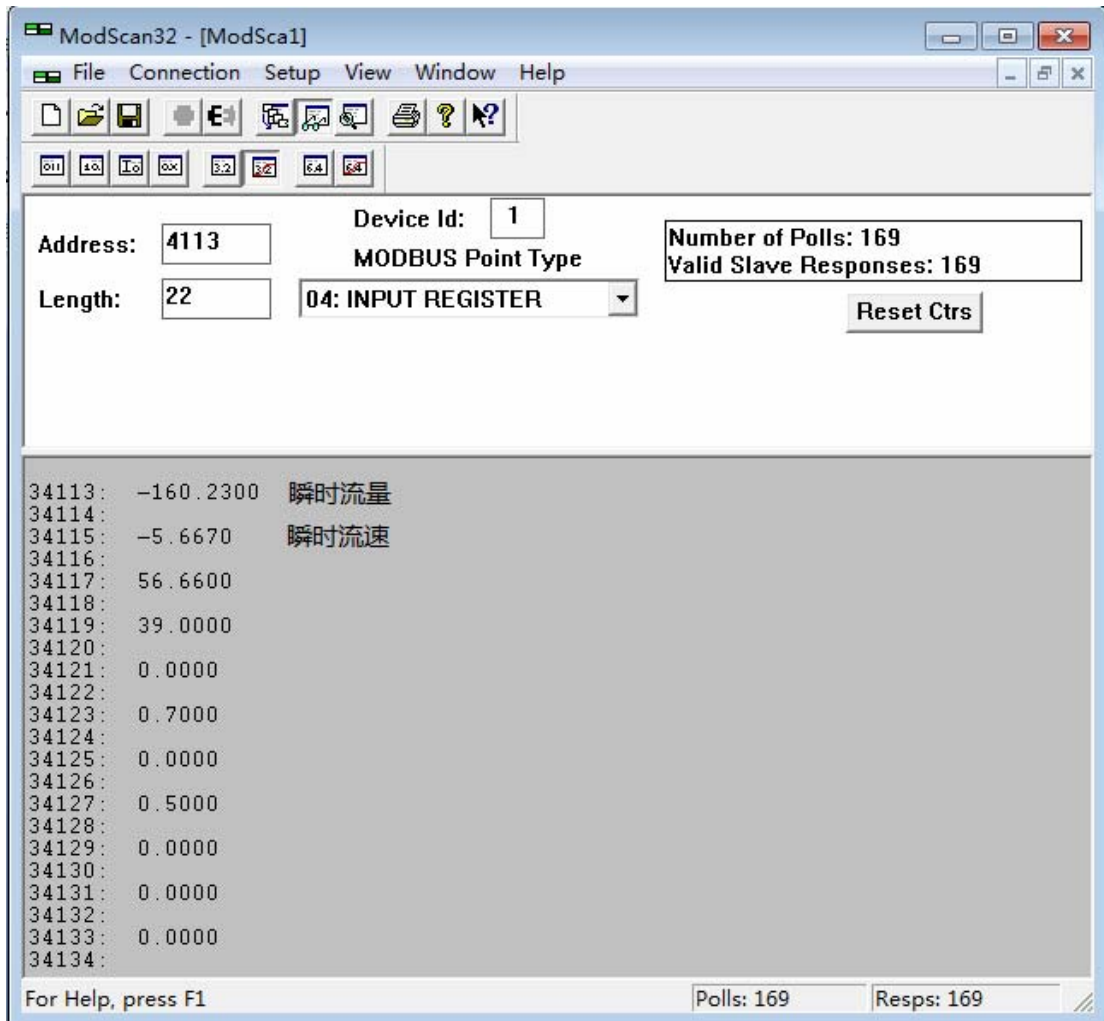 ModScan32 - [ModSca1]
File Connection Setup View Window Help
Device Id: 1
Address: 4113
MODBUS Point Type
Number of Polls: 169
Valid Slave Responses: 169
Length: 22
04: INPUT REGISTER
Reset Ctrs
34113: -160.2300 瞬时流量
34114:
34115: -5.6670 瞬时流速
34116:
34117: 56.6600
34118:
34119: 39.0000
34120:
34121: 0.0000
34122:
34123: 0.7000
34124:
34125: 0.0000
34126:
34127: 0.5000
34128:
34129: 0.0000
34130:
34131: 0.0000
34132:
34133: 0.0000
34134:
For Help, press F1
Polls: 169
Resps: 169